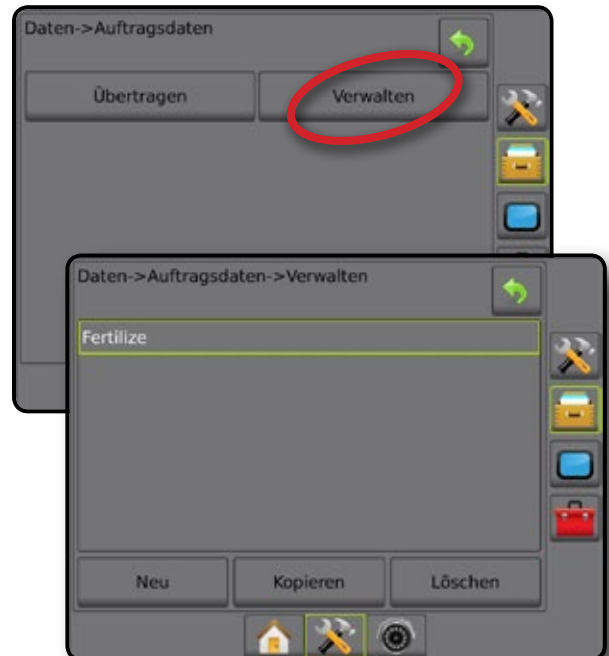 Daten->Auftragsdaten
Übertragen Verwalten
Daten->Auftragsdaten->Verwalten
Fertilize
Neu Kopieren Löschen